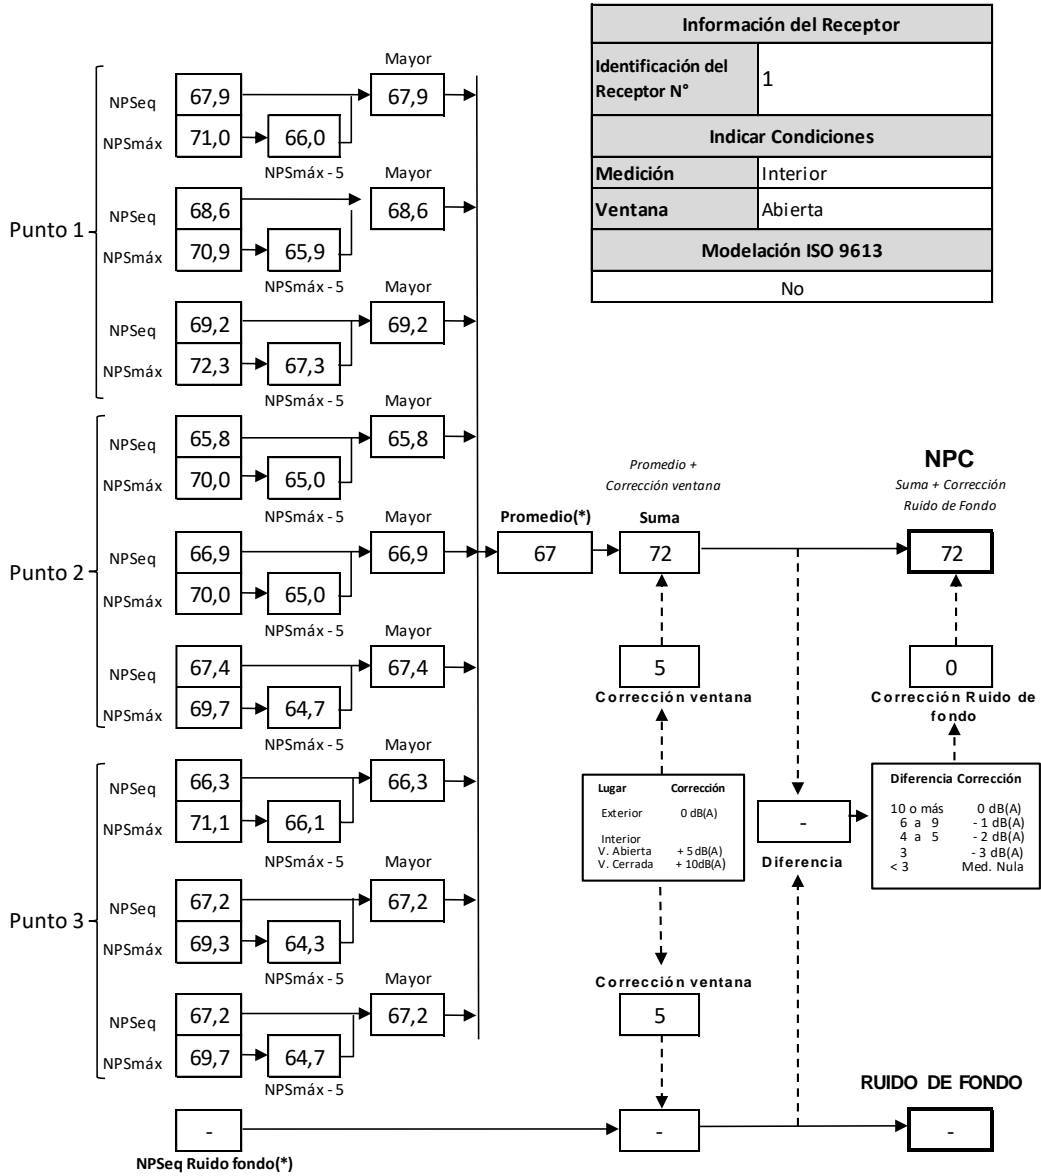 Información del Receptor
Identificación del
Receptor N°
1
Indicar Condiciones
Medición
Interior
Ventana
Abierta
Modelación ISO 9613
No
Punto 1
Mayor
NPSeq
67,9
67,9
NPSmáx
71,0
66,0
NPSmáx - 5
Mayor
NPSeq
68,6
68,6
NPSmáx
70,9
65,9
NPSmáx - 5
Mayor
NPSeq
69,2
69,2
NPSmáx
72,3
67,3
NPSmáx - 5
Punto 2
Mayor
NPSeq
65,8
65,8
NPSmáx
70,0
65,0
NPSmáx - 5
Mayor
NPSeq
66,9
66,9
NPSmáx
70,0
65,0
NPSmáx - 5
Mayor
NPSeq
67,4
67,4
NPSmáx
69,7
64,7
NPSmáx - 5
Punto 3
Mayor
NPSeq
66,3
66,3
NPSmáx
71,1
66,1
NPSmáx - 5
Mayor
NPSeq
67,2
67,2
NPSmáx
69,3
64,3
NPSmáx - 5
Mayor
NPSeq
67,2
67,2
NPSmáx
69,7
64,7
NPSmáx - 5
-
NPSeq Ruido fondo(*)
Promedio(*)
67
Promedio +
Corrección ventana
Suma
72
5
Corrección ventana
Lugar Corrección
Exterior 0 dB(A)
Interior
V. Abierta + 5 dB(A)
V. Cerrada + 10dB(A)
Corrección ventana
5
-
-
Diferencia
NPC
Suma + Corrección
Ruido de Fondo
72
0
Corrección Ruido de
fondo
Diferencia Corrección
10 o más 0 dB(A)
6 a 9 - 1 dB(A)
4 a 5 - 2 dB(A)
3 - 3 dB(A)
< 3 Med. Nula
RUIDO DE FONDO
-